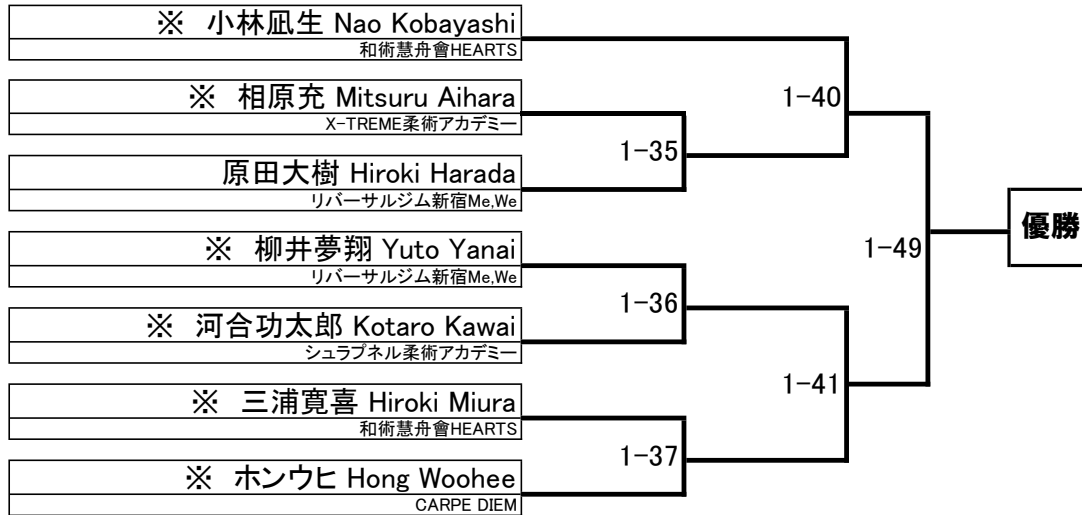 ※ 小林凪生 Nao Kobayashi
和術慧舟會HEARTS
※ 相原充 Mitsuru Aihara
X-TREME柔術アカデミー
原田大樹 Hiroki Harada
リバーサルジム新宿Me,We
※ 柳井夢翔 Yuto Yanai
リバーサルジム新宿Me,We
※ 河合功太郎 Kotaro Kawai
シュラプネル柔術アカデミー
※ 三浦寛喜 Hiroki Miura
和術慧舟會HEARTS
※ ホンウヒ Hong Woohee
CARPE DIEM
1-35
1-36
1-37
1-40
1-41
1-49
優勝